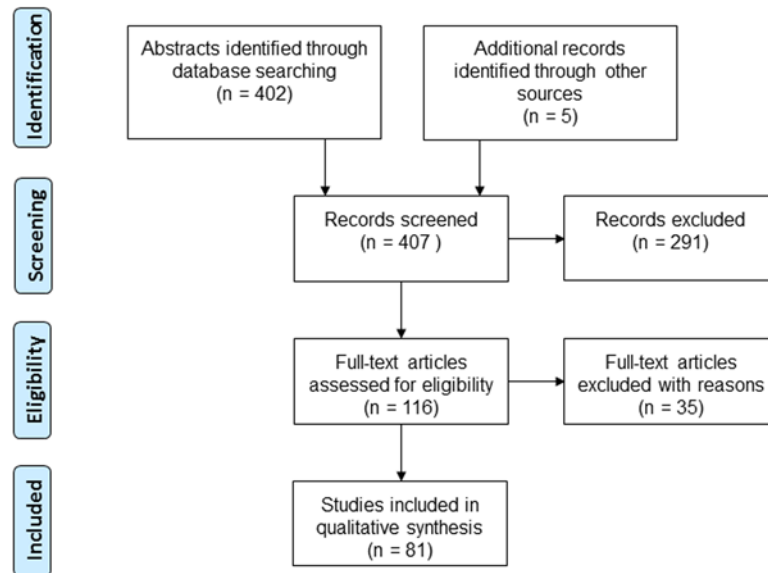 Identification
Abstracts identified through
database searching
(n = 402)
Additional records
identified through other
sources
(n = 5)
Screening
Records screened
(n = 407 )
Records excluded
(n = 291)
Eligibility
Full-text articles
assessed for eligibility
(n = 116)
Full-text articles
excluded with reasons
(n = 35)
Included
Studies included in
qualitative synthesis
(n = 81)